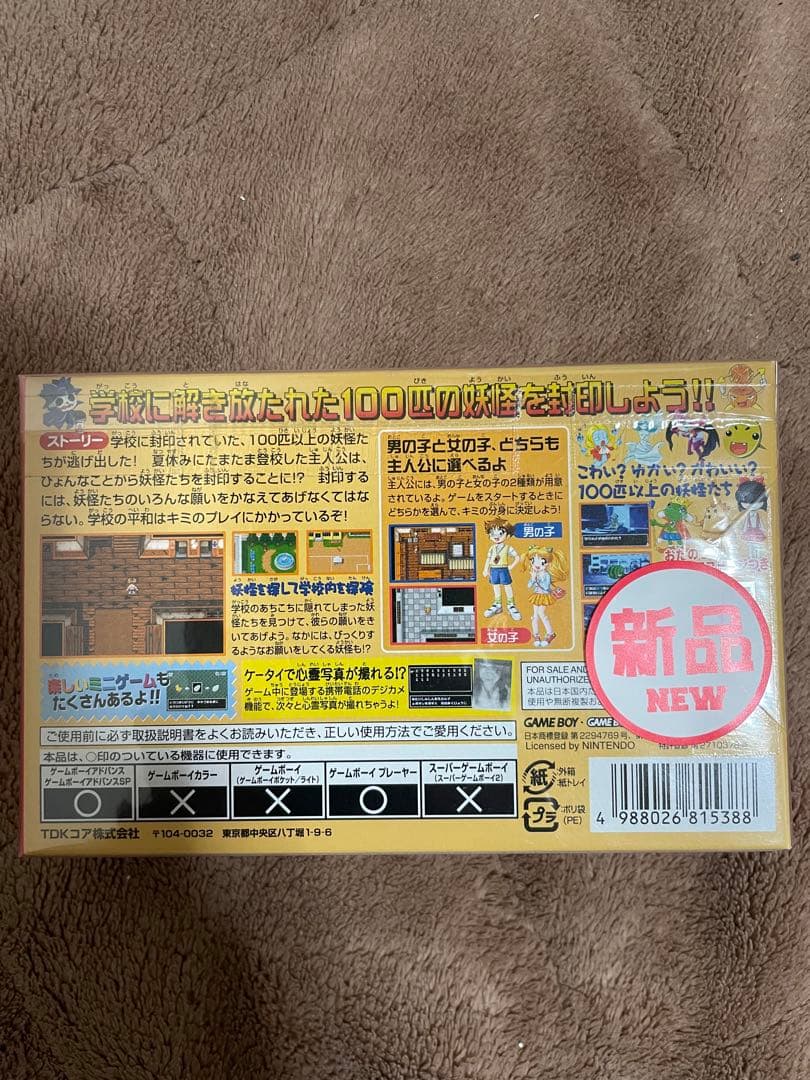 学校に解き放たれた100匹の妖怪を封印しよう!!
ストーリー 学校に封印されていた、100匹以上の妖怪た
ちが逃げ出した! 夏休みにたまたま登校した主人公は、
ひょんなことから妖怪たちを封印することに!? 封印する
には、妖怪たちのいろんな願いをかなえてあげなくてはな
らない。学校の平和はキミのプレイにかかっているぞ!
妖怪を探して学校内を探検
学校のあちこちに隠れてしまった妖
怪たちを見つけて、彼らの願いをき
いてあげよう。なかには、びっくりす
るようなお願いをしてくる妖怪も!?
男の子と女の子、どちらも
主人公に選べるよ
主人公には、男の子と女の子の2種類が用意
されているよ。ゲームをスタートするときに
どちらかを選んで、キミの分身に決定しよう!
男の子
女の子
こわい?ゆかい?かわいい?
100匹以上の妖怪たち
新品
NEW
楽しいミニゲームも
たくさんあるよ!!
ケータイで心霊写真が撮れる!?
ゲーム中に登場する携帯電話のデジカメ
機能で、次々と心霊写真が撮れちゃうよ!
FOR SALE AND
UNAUTHORIZE
本品は日本国内だ
使用や無断複製お
ご使用前に必ず取扱説明書をよくお読みいただき、正しい使用方法でご愛用ください。
本品は、○印のついている機器に使用できます。
ゲームボーイアドバンス
ゲームボーイアドバンスSP
ゲームボーイカラー
ゲームボーイ
(ゲームボーイポケット/ライト)
ゲームボーイ プレーヤー
スーパーゲームボーイ
(スーパーゲームボーイ2)
○ × × ○ ×
GAME BOY・GAME B
日本商標登録 第2294769号、第
Licensed by NINTENDO
紙 外箱
・紙トレイ
プラ ポリ袋
(PE)
4 988026 815388
TDKコア株式会社 〒104-0032 東京都中央区八丁堀1-9-6